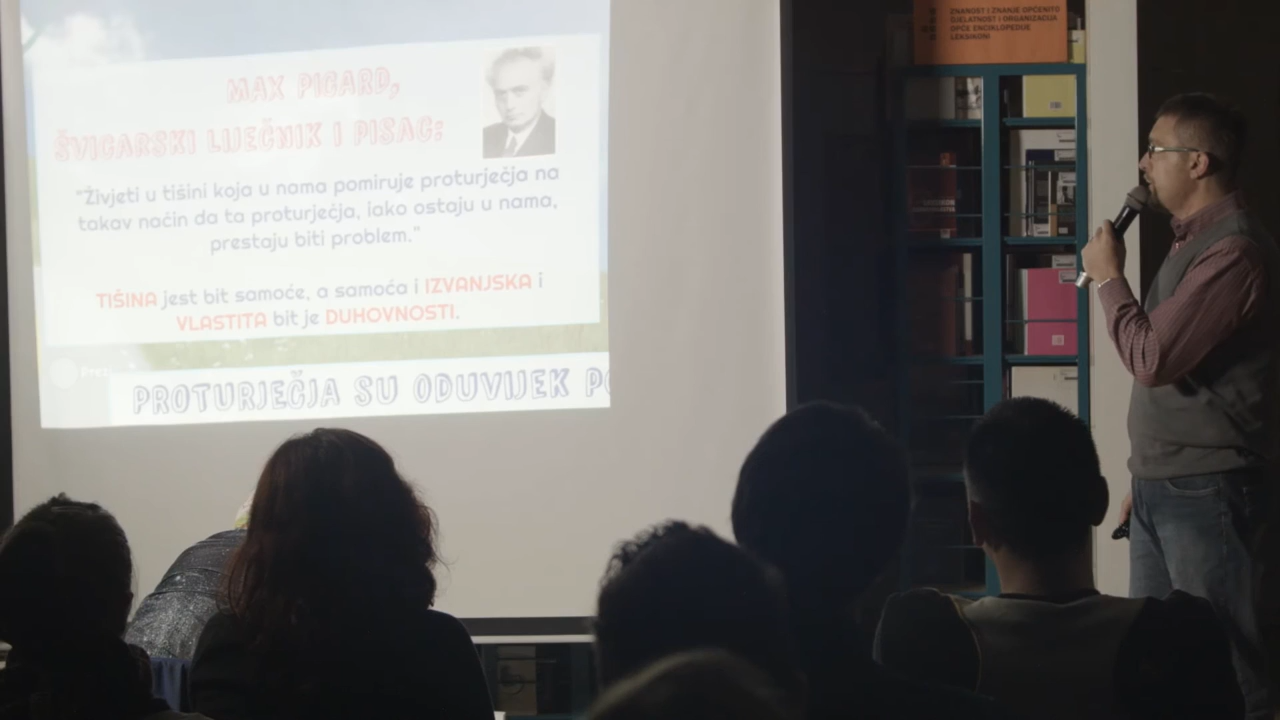 MAX PICARD,
ŠVICARSKI LIJEČNIK I PISAC:
"Živjeti u tišini koja u nama pomiruje proturječja na
takav način da ta proturječja, iako ostaju u nama,
prestaju biti problem."
TIŠINA jest bit samoće, a samoća i IZVANJSKA i
VLASTITA bit je DUHOVNOSTI.
Prezi
PROTURJEČJA SU ODUVIJEK PO
ZNANOST I ZNANJE OPĆENITO
DJELATNOST I ORGANIZACIJA
OPĆE ENCIKLOPEDIJE
LEKSIKONI